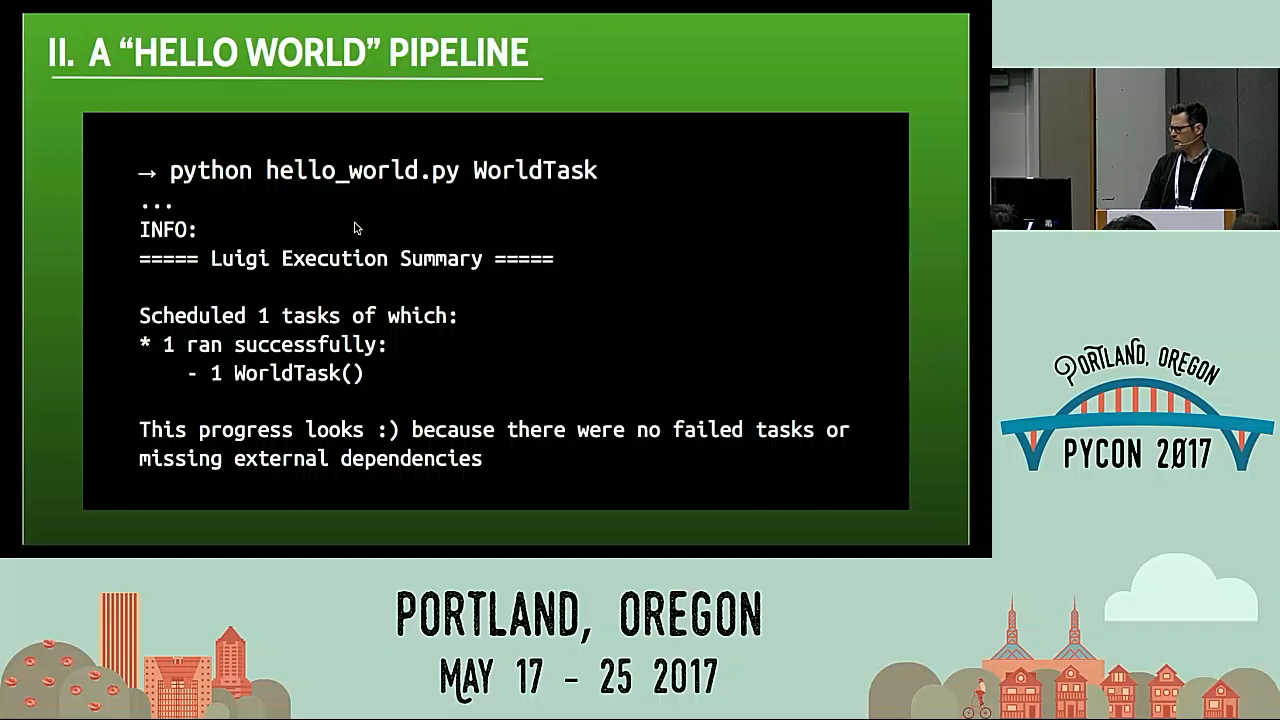 II. A “HELLO WORLD” PIPELINE
→ python hello_world.py WorldTask
...
INFO:
===== Luigi Execution Summary =====
Scheduled 1 tasks of which:
* 1 ran successfully:
- 1 WorldTask()
This progress looks :) because there were no failed tasks or
missing external dependencies
PORTLAND, OREGON
PYCON 2017
PORTLAND, OREGON
MAY 17 - 25 2017